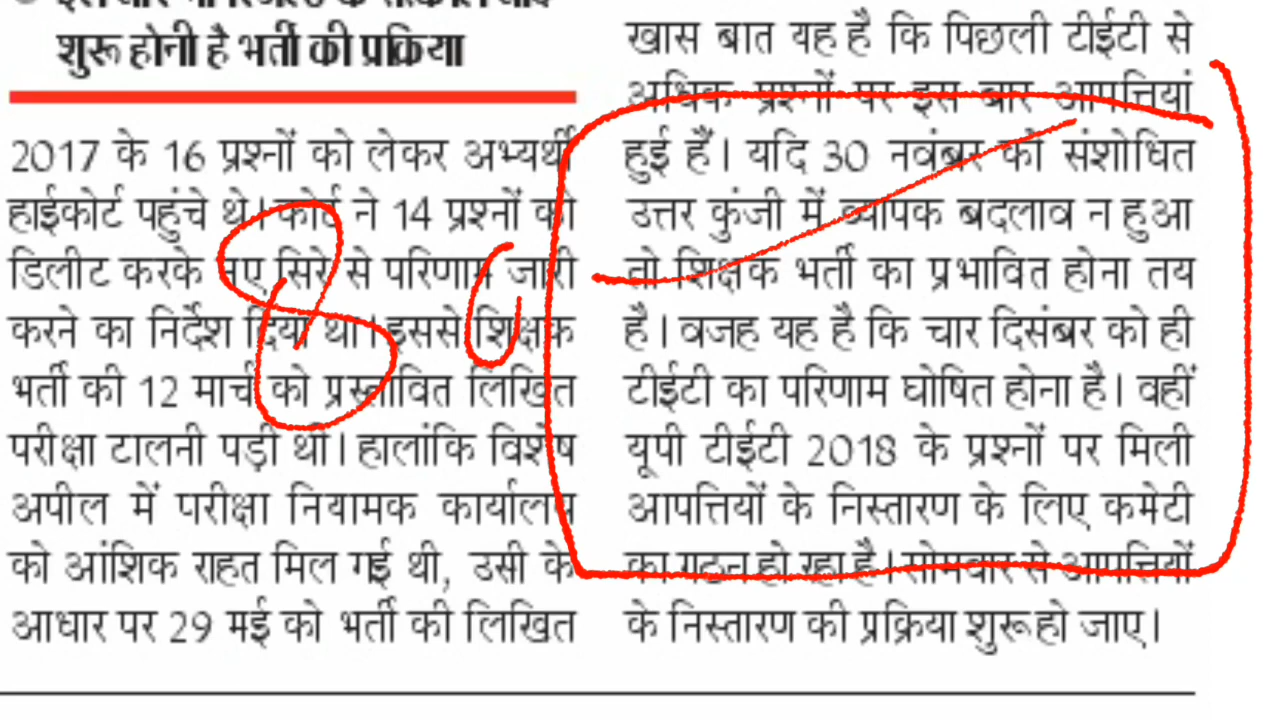 शुरू होनी है भर्ती की प्रक्रिया
2017 के 16 प्रश्नों को लेकर अभ्यर्थी
हाईकोर्ट पहुंचे थे। कोर्ट ने 14 प्रश्नों को
डिलीट करके नए सिरे से परिणाम जारी
करने का निर्देश दिया था। इससे शिक्षक
भर्ती की 12 मार्च को प्रस्तावित लिखित
परीक्षा टालनी पड़ी थी। हालांकि विशेष
अपील में परीक्षा नियामक कार्यालय
को आंशिक राहत मिल गई थी, उसी के
आधार पर 29 मई को भर्ती की लिखित
खास बात यह है कि पिछली टीईटी से
अधिक प्रश्नों पर इस बार आपत्तियां
हुई हैं। यदि 30 नवंबर को संशोधित
उत्तर कुंजी में व्यापक बदलाव न हुआ
तो शिक्षक भर्ती का प्रभावित होना तय
है। वजह यह है कि चार दिसंबर को ही
टीईटी का परिणाम घोषित होना है। वहीं
यूपी टीईटी 2018 के प्रश्नों पर मिली
आपत्तियों के निस्तारण के लिए कमेटी
का गठन हो रहा है। सोमवार से आपत्तियों
के निस्तारण की प्रक्रिया शुरू हो जाए।